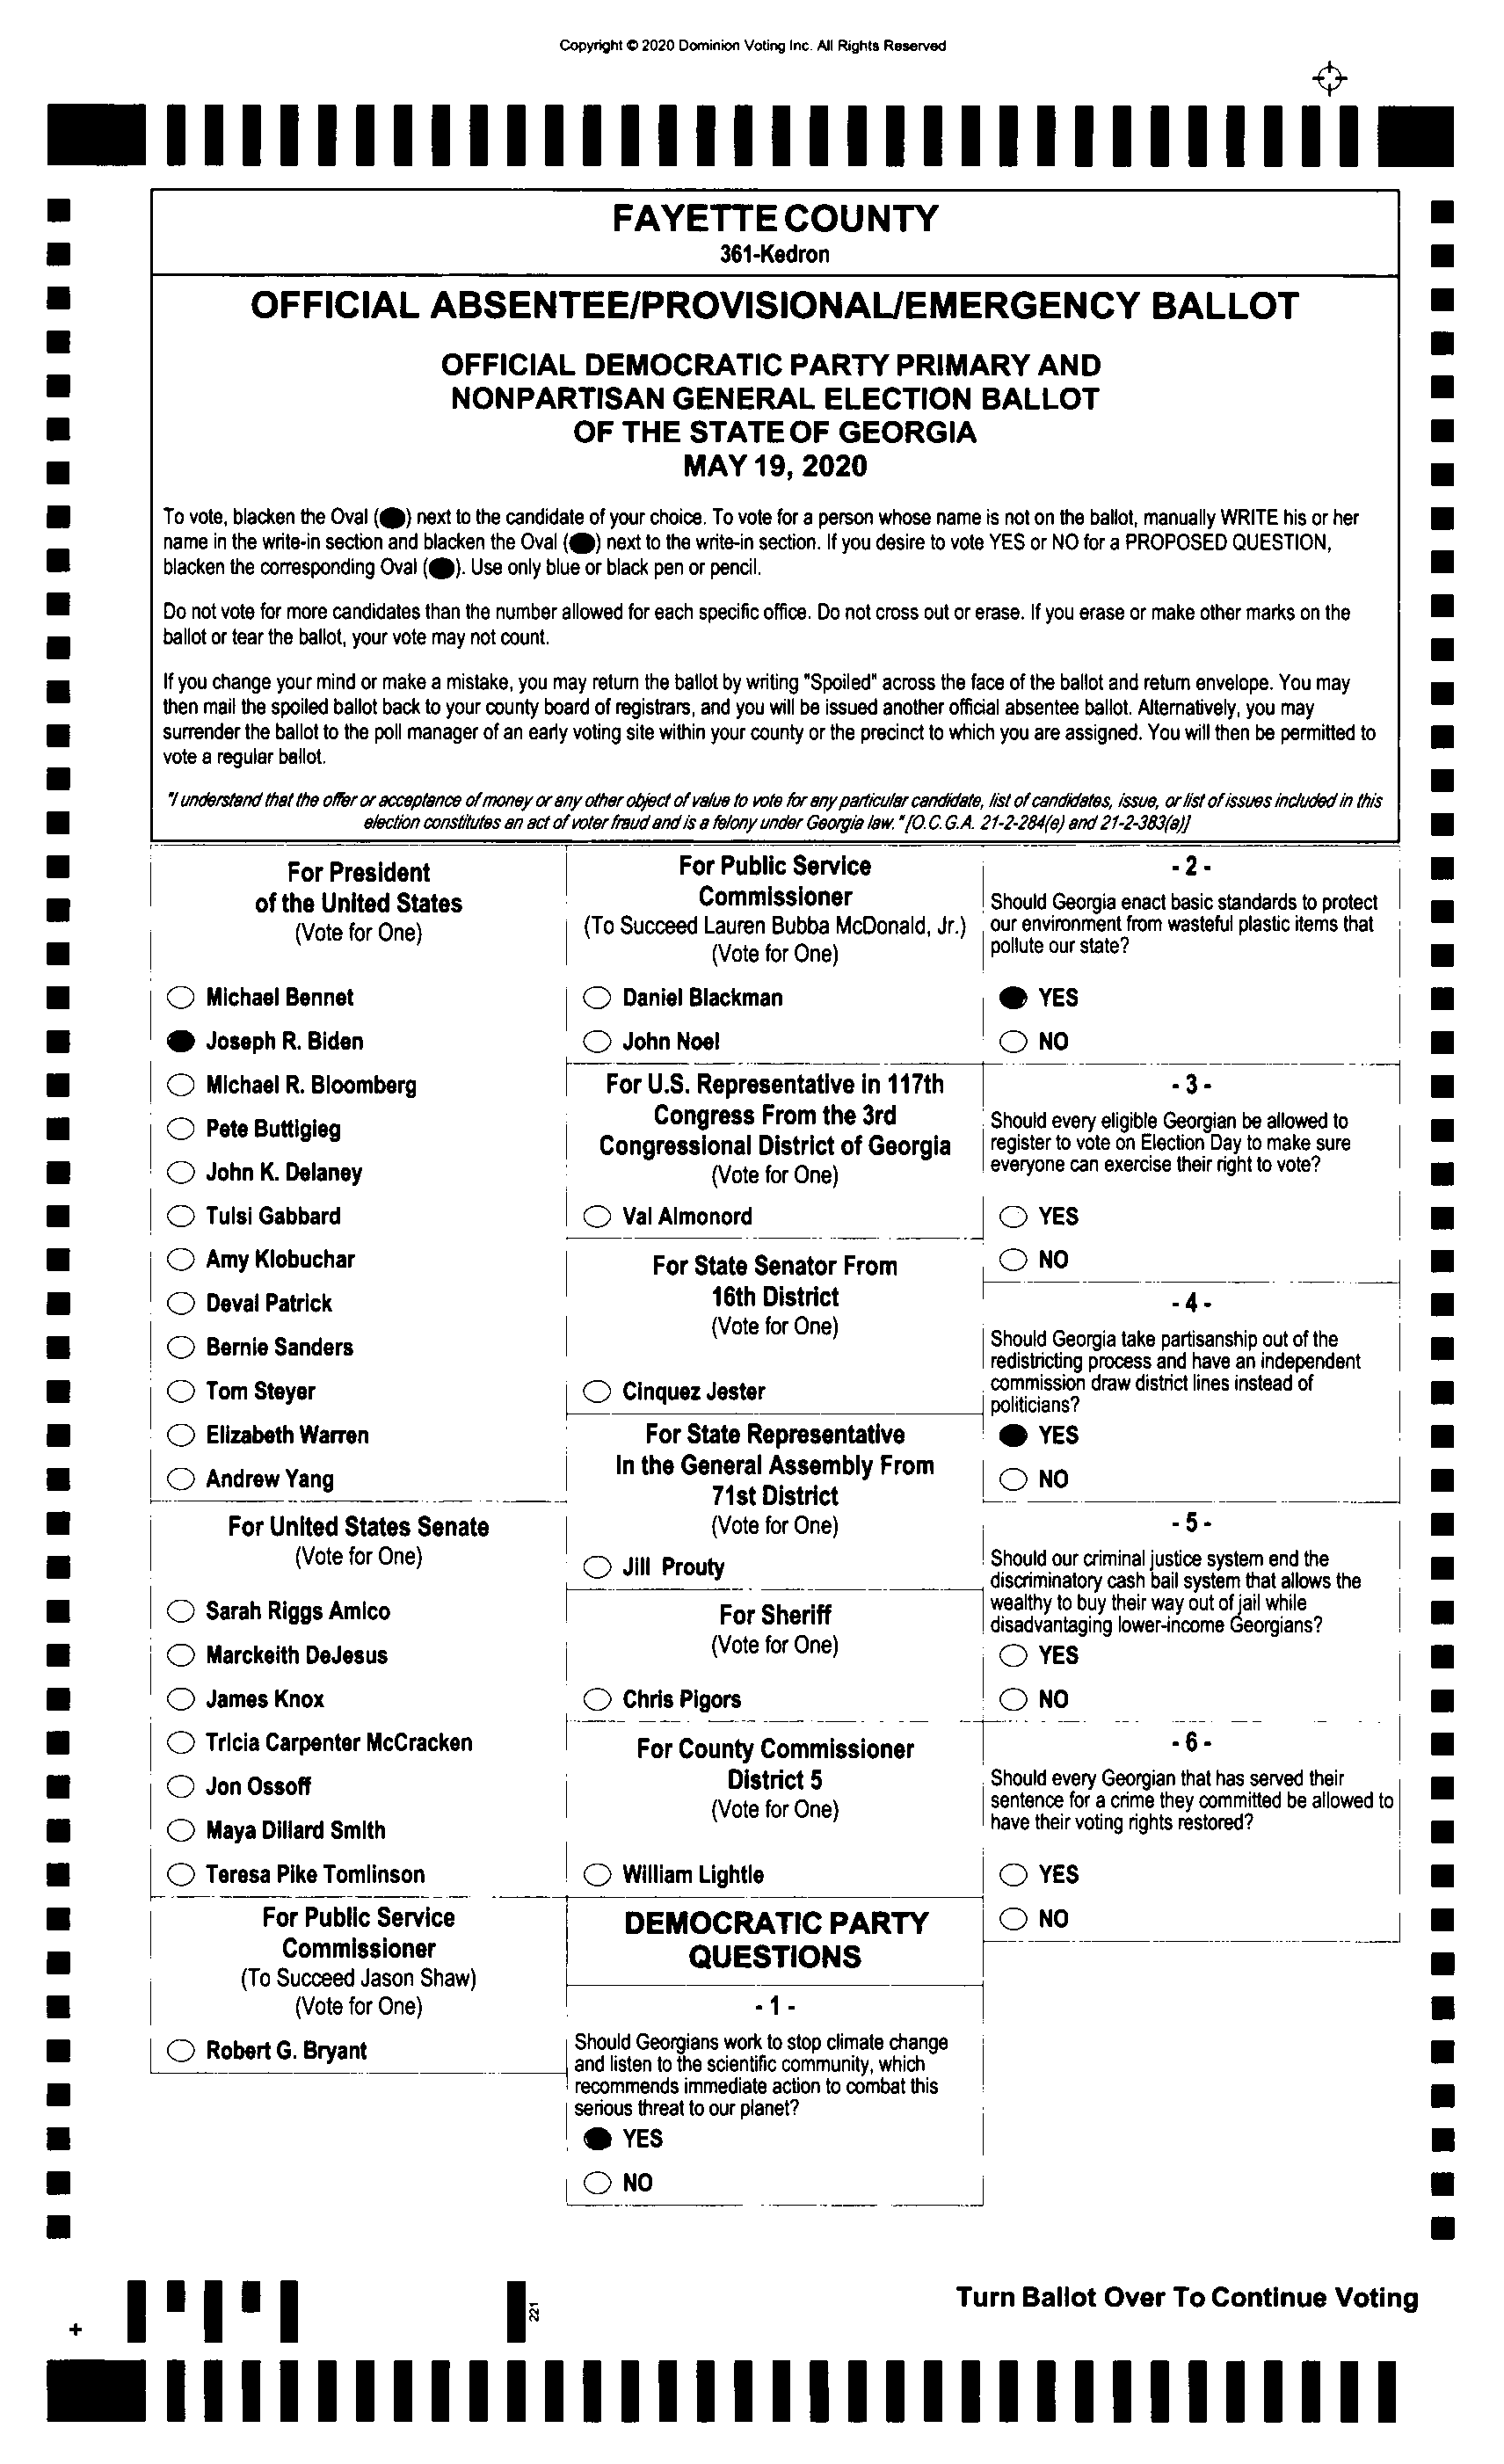 Copyright © 2020 Dominion Voting Inc. All Rights Reserved
FAYETTE COUNTY
361-Kedron
OFFICIAL ABSENTEE/PROVISIONAL/EMERGENCY BALLOT
OFFICIAL DEMOCRATIC PARTY PRIMARY AND
NONPARTISAN GENERAL ELECTION BALLOT
OF THE STATE OF GEORGIA
MAY 19, 2020
To vote, blacken the Oval (⬬) next to the candidate of your choice. To vote for a person whose name is not on the ballot, manually WRITE his or her
name in the write-in section and blacken the Oval (⬬) next to the write-in section. If you desire to vote YES or NO for a PROPOSED QUESTION,
blacken the corresponding Oval (⬬). Use only blue or black pen or pencil.
Do not vote for more candidates than the number allowed for each specific office. Do not cross out or erase. If you erase or make other marks on the
ballot or tear the ballot, your vote may not count.
If you change your mind or make a mistake, you may return the ballot by writing "Spoiled" across the face of the ballot and return envelope. You may
then mail the spoiled ballot back to your county board of registrars, and you will be issued another official absentee ballot. Alternatively, you may
surrender the ballot to the poll manager of an early voting site within your county or the precinct to which you are assigned. You will then be permitted to
vote a regular ballot.
"I understand that the offer or acceptance of money or any other object of value to vote for any particular candidate, list of candidates, issue, or list of issues included in this
election constitutes an act of voter fraud and is a felony under Georgia law." [O.C.G.A. 21-2-284(e) and 21-2-383(a)]
For President
of the United States
(Vote for One)
Michael Bennet
Joseph R. Biden
Michael R. Bloomberg
Pete Buttigieg
John K. Delaney
Tulsi Gabbard
Amy Klobuchar
Deval Patrick
Bernie Sanders
Tom Steyer
Elizabeth Warren
Andrew Yang
For United States Senate
(Vote for One)
Sarah Riggs Amico
Marckeith DeJesus
James Knox
Tricia Carpenter McCracken
Jon Ossoff
Maya Dillard Smith
Teresa Pike Tomlinson
For Public Service
Commissioner
(To Succeed Jason Shaw)
(Vote for One)
Robert G. Bryant
For Public Service
Commissioner
(To Succeed Lauren Bubba McDonald, Jr.)
(Vote for One)
Daniel Blackman
John Noel
For U.S. Representative in 117th
Congress From the 3rd
Congressional District of Georgia
(Vote for One)
Val Almonord
For State Senator From
16th District
(Vote for One)
Cinquez Jester
For State Representative
In the General Assembly From
71st District
(Vote for One)
Jill Prouty
For Sheriff
(Vote for One)
Chris Pigors
For County Commissioner
District 5
(Vote for One)
William Lightle
DEMOCRATIC PARTY
QUESTIONS
- 1 -
Should Georgians work to stop climate change
and listen to the scientific community, which
recommends immediate action to combat this
serious threat to our planet?
YES
NO
- 2 -
Should Georgia enact basic standards to protect
our environment from wasteful plastic items that
pollute our state?
YES
NO
- 3 -
Should every eligible Georgian be allowed to
register to vote on Election Day to make sure
everyone can exercise their right to vote?
YES
NO
- 4 -
Should Georgia take partisanship out of the
redistricting process and have an independent
commission draw district lines instead of
politicians?
YES
NO
- 5 -
Should our criminal justice system end the
discriminatory cash bail system that allows the
wealthy to buy their way out of jail while
disadvantaging lower-income Georgians?
YES
NO
- 6 -
Should every Georgian that has served their
sentence for a crime they committed be allowed to
have their voting rights restored?
YES
NO
221
Turn Ballot Over To Continue Voting
+